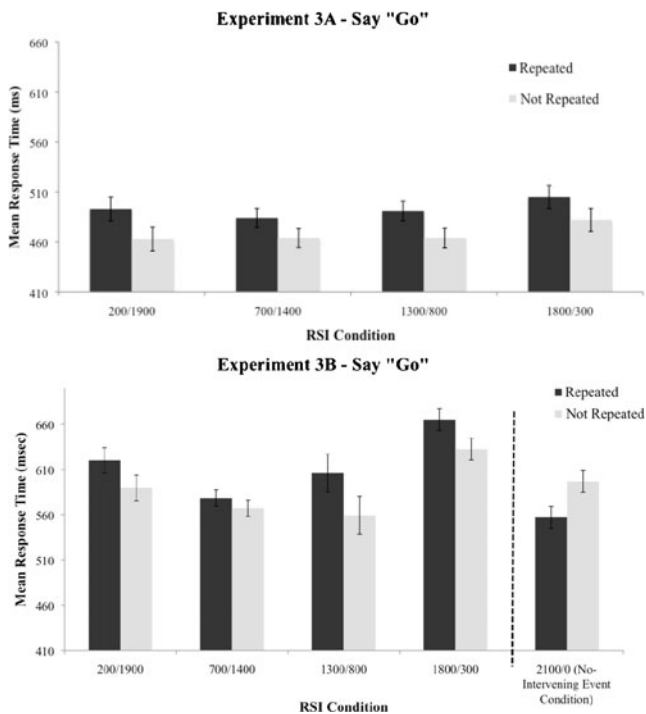 Experiment 3A - Say "Go"
Mean Response Time (ms)
660
610
560
510
460
410
Repeated
Not Repeated
200/1900
700/1400
1300/800
1800/300
RSI Condition
Experiment 3B - Say "Go"
Mean Response Time (msec)
660
610
560
510
460
410
Repeated
Not Repeated
200/1900
700/1400
1300/800
1800/300
2100/0 (No-
Intervening Event
Condition)
RSI Condition